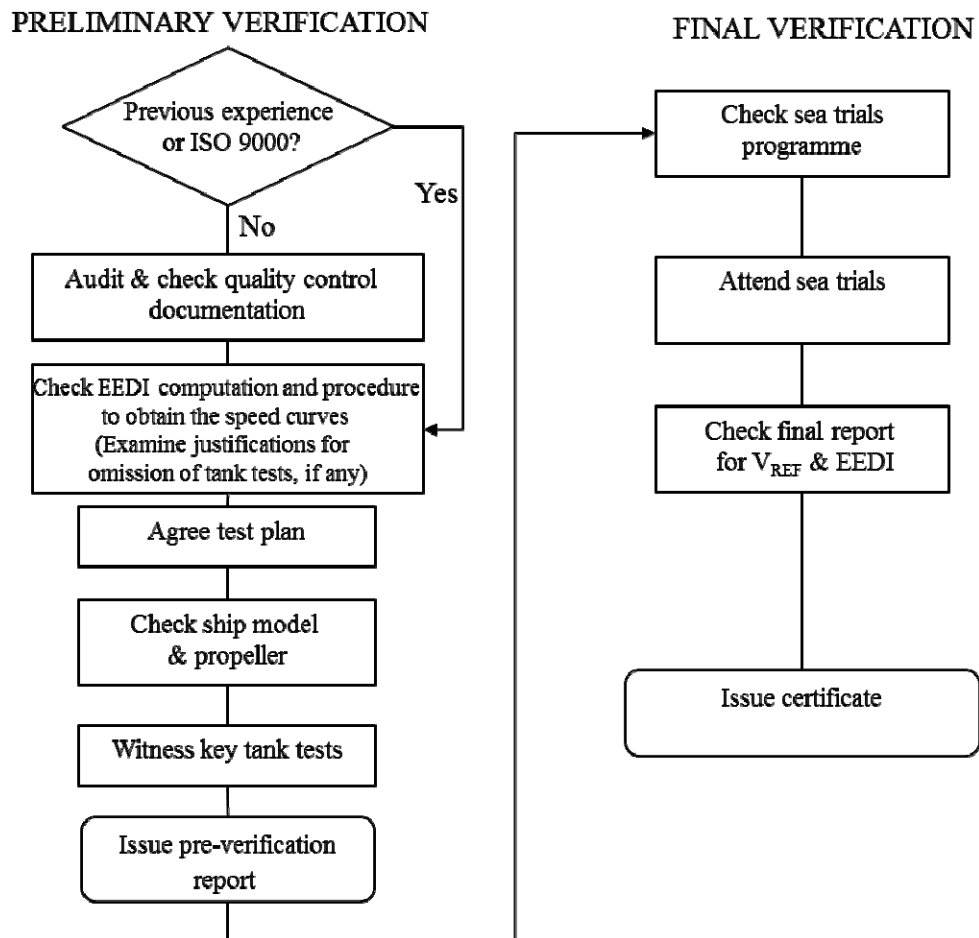 PRELIMINARY VERIFICATION
Previous experience
or ISO 9000?
Yes
No
Audit & check quality control
documentation
Check EEDI computation and procedure
to obtain the speed curves
(Examine justifications for
omission of tank tests, if any)
Agree test plan
Check ship model
& propeller
Witness key tank tests
Issue pre-verification
report
FINAL VERIFICATION
Check sea trials
programme
Attend sea trials
Check final report
for V_REF & EEDI
Issue certificate